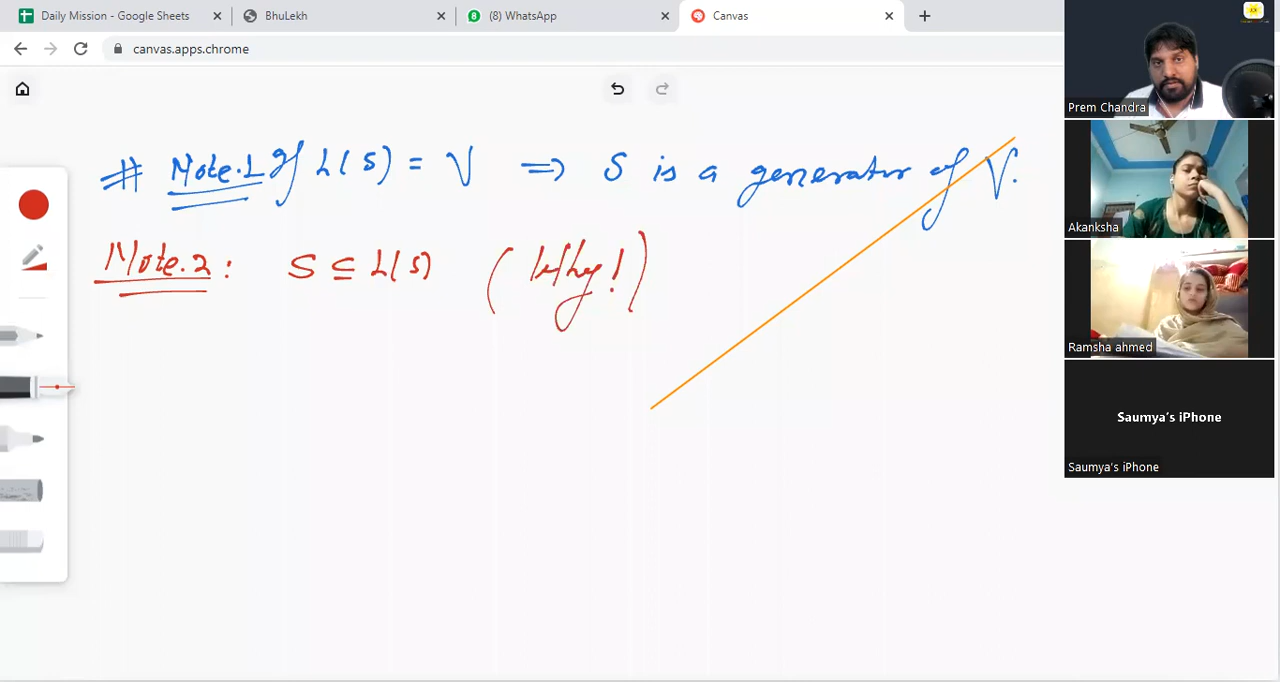 Daily Mission - Google Sheets
BhuLekh
(8) WhatsApp
Canvas
canvas.apps.chrome
Prem Chandra
# Note.1 If L(S) = V ⟹ S is a generator of V.
Akanksha
Note.2 : S ⊆ L(S) (Why!)
Ramsha ahmed
Saumya's iPhone
Saumya's iPhone